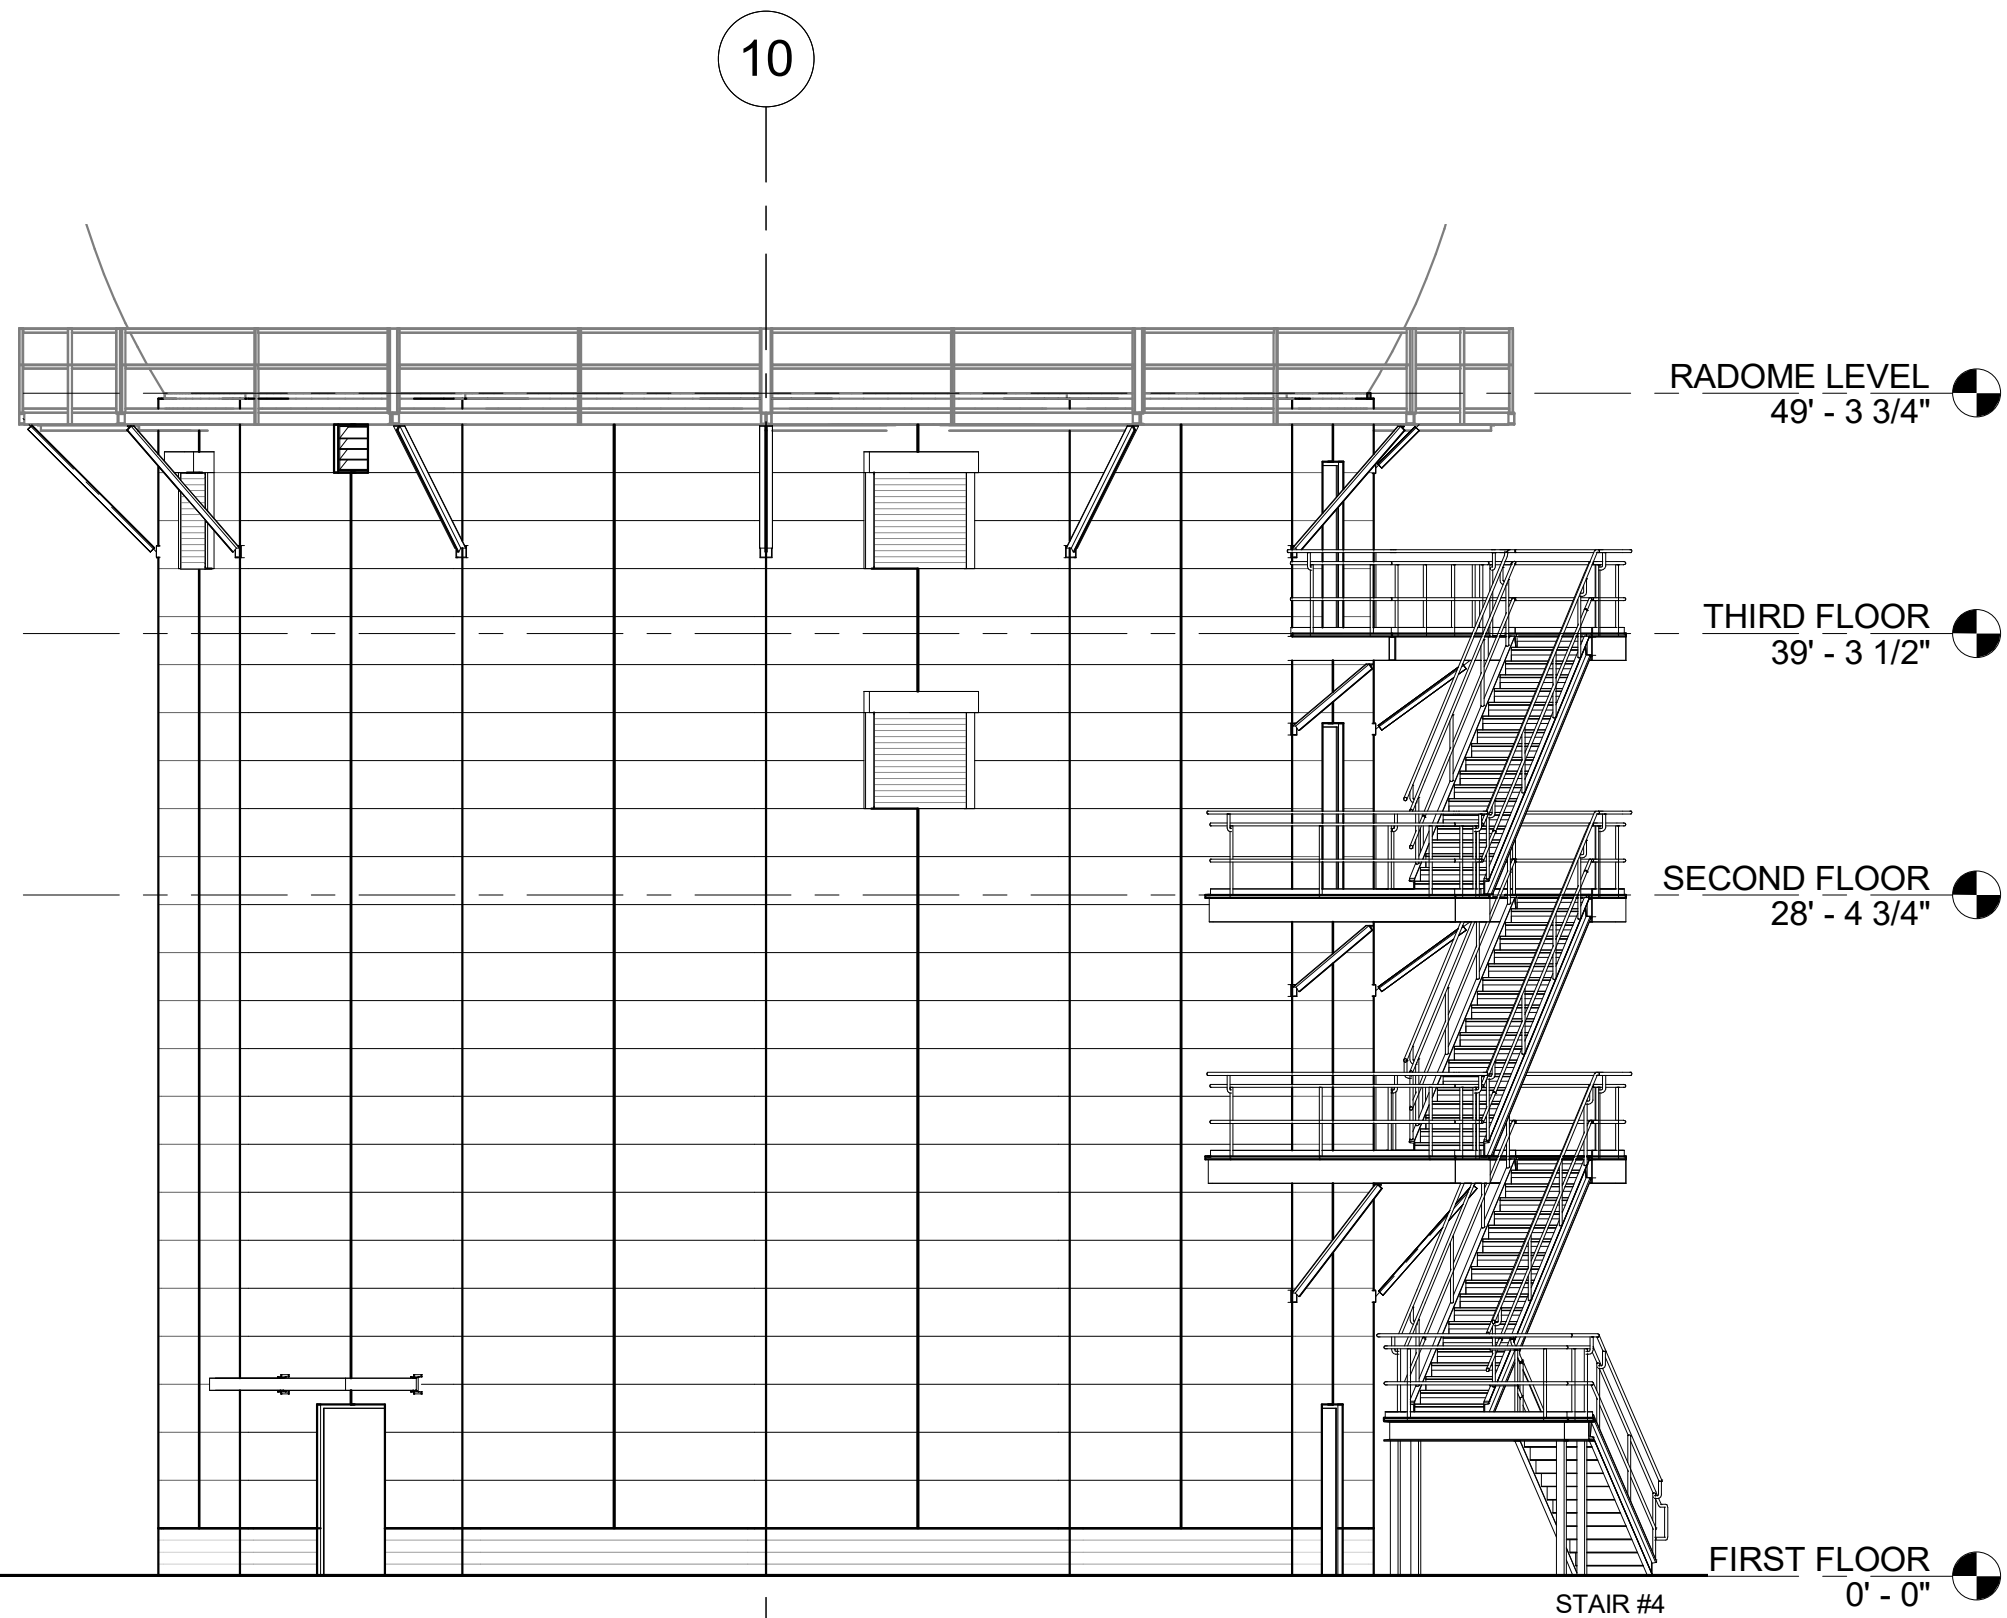 10
RADOME LEVEL
49' - 3 3/4"
THIRD FLOOR
39' - 3 1/2"
SECOND FLOOR
28' - 4 3/4"
FIRST FLOOR
0' - 0"
STAIR #4